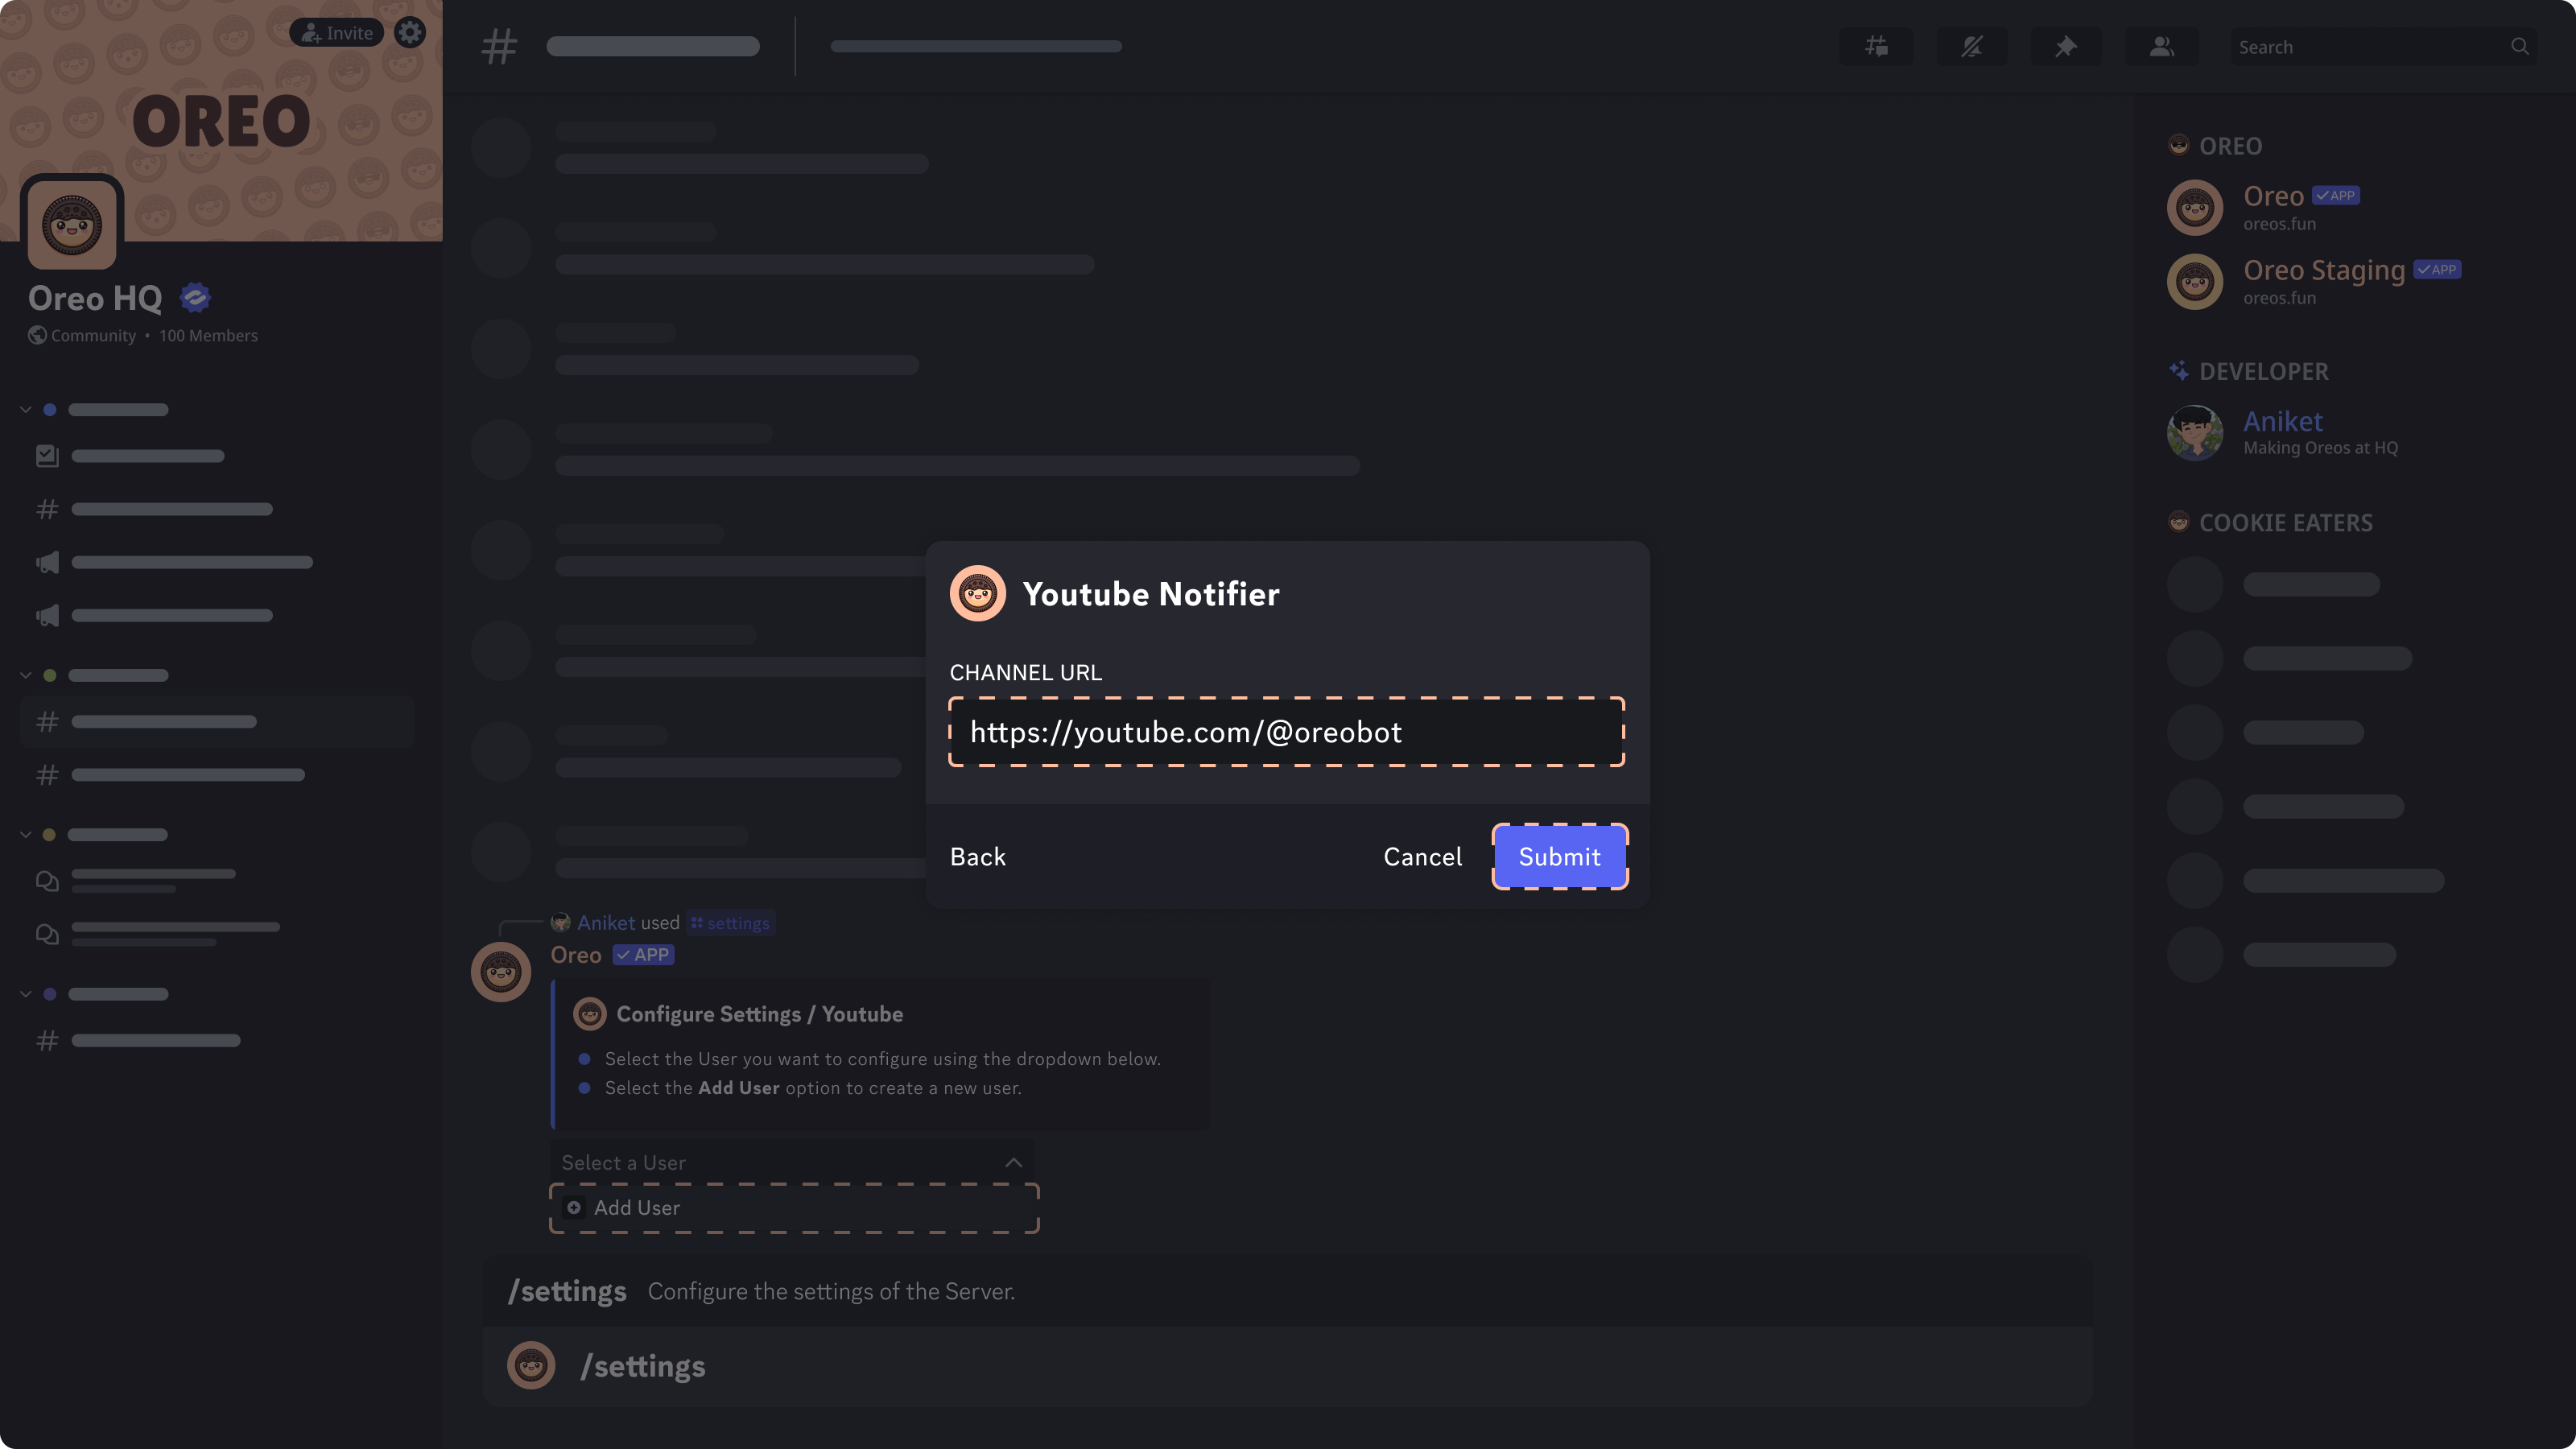 Invite
OREO
Oreo HQ
Community • 100 Members
Search
OREO
Oreo APP
oreos.fun
Oreo Staging APP
oreos.fun
DEVELOPER
Aniket
Making Oreos at HQ
COOKIE EATERS
Youtube Notifier
CHANNEL URL
https://youtube.com/@oreobot
Back
Cancel
Submit
Aniket used settings
Oreo APP
Configure Settings / Youtube
Select the User you want to configure using the dropdown below.
Select the Add User option to create a new user.
Select a User
Add User
/settings Configure the settings of the Server.
/settings